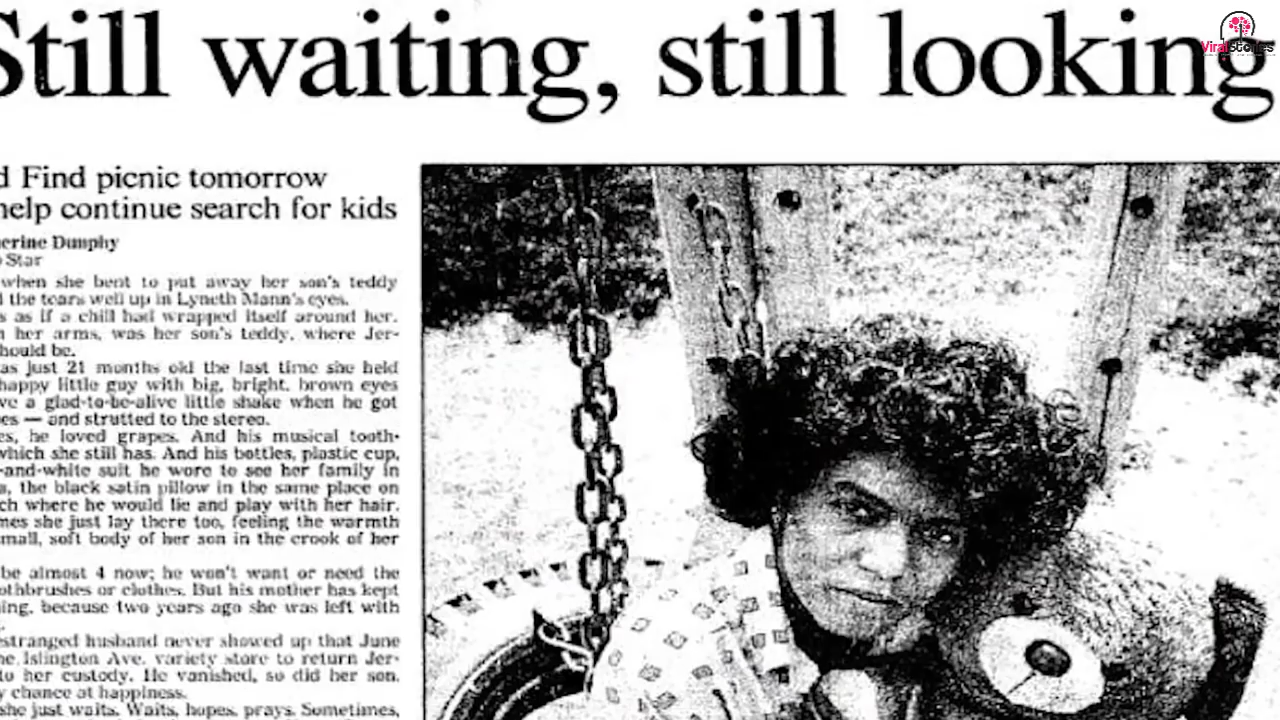 Still waiting, still looking
ViralStories
d Find picnic tomorrow
help continue search for kids
erine Dunphy
Star
when she bent to put away her son's teddy
the tears well up in Lyneth Mann's eyes.
s as if a chill had wrapped itself around her.
n her arms, was her son's teddy, where Jer-
hould be.
as just 21 months old the last time she held
happy little guy with big, bright, brown eyes
ve a glad-to-be-alive little shake when he got
es — and strutted to the stereo.
es, he loved grapes. And his musical tooth-
which she still has. And his bottles, plastic cup,
-and-white suit he wore to see her family in
a, the black satin pillow in the same place on
ch where he would lie and play with her hair.
mes she just lay there too, feeling the warmth
small, soft body of her son in the crook of her
be almost 4 now; he won't want or need the
othbrushes or clothes. But his mother has kept
ing, because two years ago she was left with
estranged husband never showed up that June
he Islington Ave. variety store to return Jer-
to her custody. He vanished, so did her son.
y chance at happiness.
she just waits. Waits, hopes, prays. Sometimes,